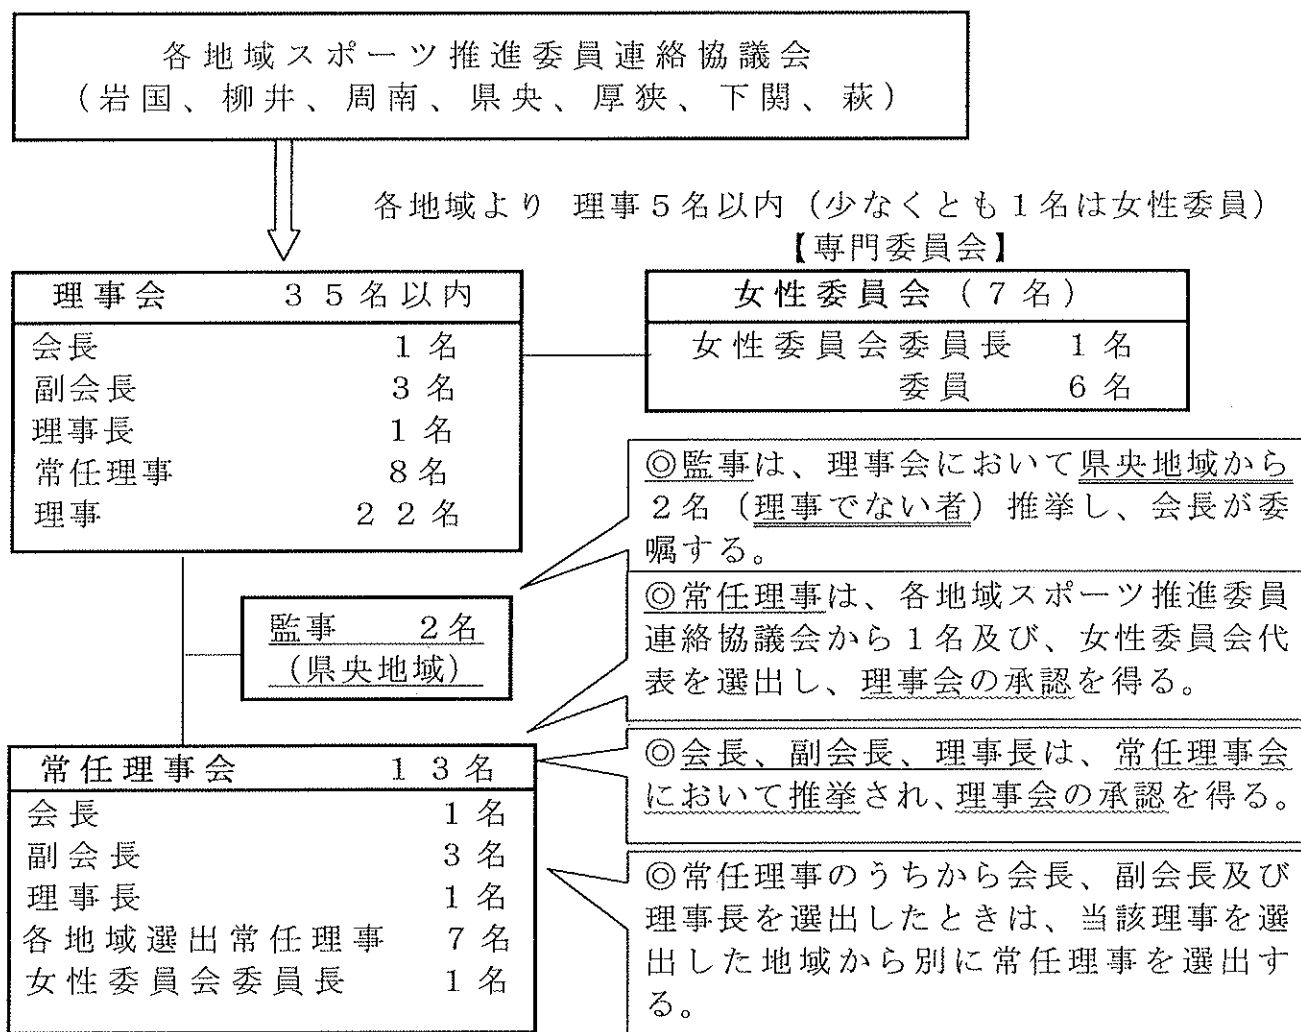 各地域スポーツ推進委員連絡協議会
（岩国、柳井、周南、県央、厚狭、下関、萩）
各地域より 理事５名以内（少なくとも１名は女性委員）
【専門委員会】
理事会 ３５名以内
会長 １名
副会長 ３名
理事長 １名
常任理事 ８名
理事 ２２名
女性委員会（７名）
女性委員会委員長 １名
委員 ６名
◎監事は、理事会において県央地域から
２名（理事でない者）推挙し、会長が委
嘱する。
監事 ２名
（県央地域）
◎常任理事は、各地域スポーツ推進委員
連絡協議会から１名及び、女性委員会代
表を選出し、理事会の承認を得る。
◎会長、副会長、理事長は、常任理事会
において推挙され、理事会の承認を得る。
常任理事会 １３名
会長 １名
副会長 ３名
理事長 １名
各地域選出常任理事 ７名
女性委員会委員長 １名
◎常任理事のうちから会長、副会長及び
理事長を選出したときは、当該理事を選
出した地域から別に常任理事を選出す
る。